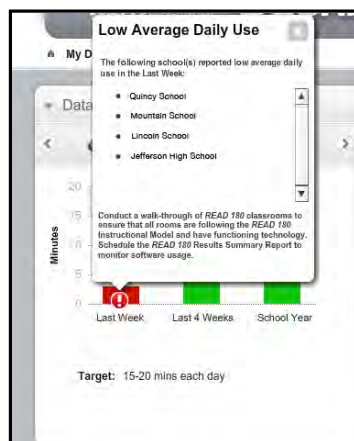 Low Average Daily Use
My D
The following school(s) reported low average daily
use in the Last Week:
• Quincy School
• Mountain School
• Lincoln School
• Jefferson High School
Conduct a walk-through of READ 180 classrooms to
ensure that all rooms are following the READ 180
Instructional Model and have functioning technology.
Schedule the READ 180 Results Summary Report to
monitor software usage.
Data
20
15
10
5
0
Minutes
Last Week Last 4 Weeks School Year
Target: 15-20 mins each day